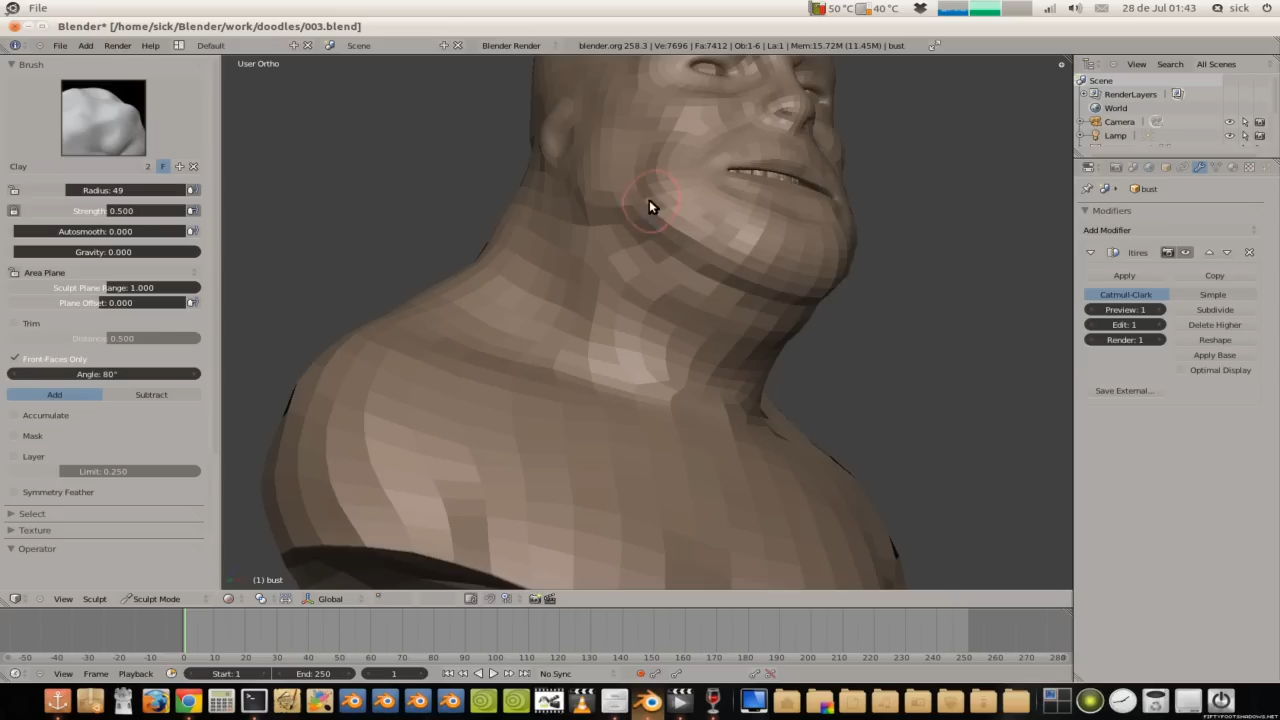 File
50 °C
40 °C
28 de Jul 01:43
sick
Blender* [/home/sick/Blender/work/doodles/003.blend]
File Add Render Help
Default
Scene
Blender Render
blender.org 258.3 | Ve:7696 | Fa:7412 | Ob:1-6 | La:1 | Mem:15.72M (11.45M) | bust
Brush
User Ortho
View Search All Scenes
Scene
RenderLayers
World
Camera
Lamp
Clay 2 F
Radius: 49
Strength: 0.500
Autosmooth: 0.000
Gravity: 0.000
Area Plane
Sculpt Plane Range: 1.000
Plane Offset: 0.000
Trim
Distance: 0.500
Front-Faces Only
Angle: 80°
Add Subtract
Accumulate
Mask
Layer
Limit: 0.250
Symmetry Feather
Select
Texture
Operator
bust
Modifiers
Add Modifier
ltires
Apply Copy
Catmull-Clark Simple
Preview: 1 Subdivide
Edit: 1 Delete Higher
Render: 1 Reshape
Apply Base
Optimal Display
Save External...
(1) bust
View Sculpt Sculpt Mode Global
-50 -40 -30 -20 -10 0 10 20 30 40 50 60 70 80 90 100 110 120 130 140 150 160 170 180 190 200 210 220 230 240 250 260 270 280
View Frame Playback Start: 1 End: 250 1 No Sync
FIFTYFOOTSHADOWS.NET